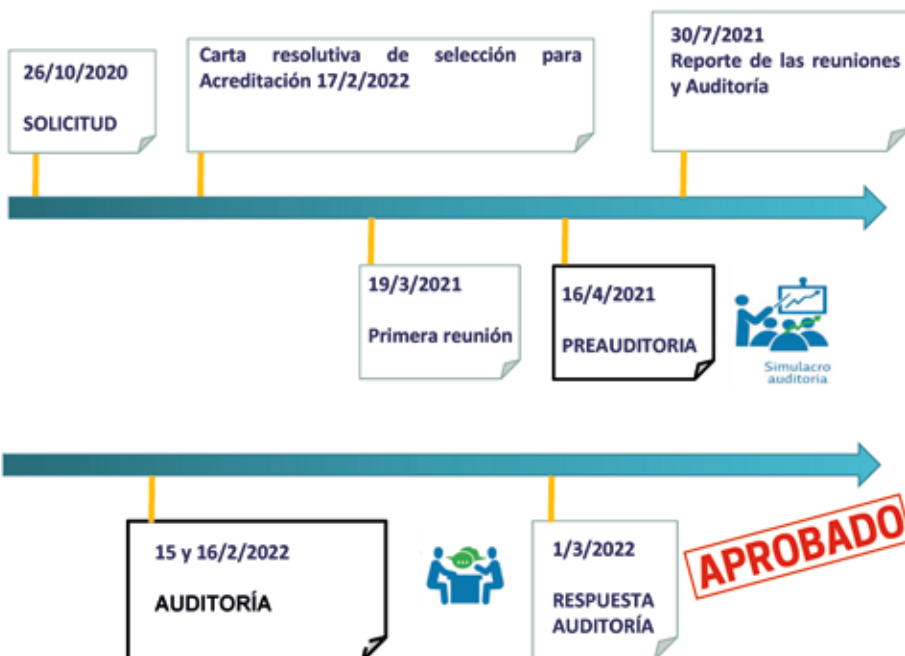 26/10/2020
SOLICITUD
Carta resolutiva de selección para
Acreditación 17/2/2022
30/7/2021
Reporte de las reuniones
y Auditoría
19/3/2021
Primera reunión
16/4/2021
PREAUDITORIA
Simulacro
auditoria
15 y 16/2/2022
AUDITORÍA
1/3/2022
RESPUESTA
AUDITORÍA
APROBADO